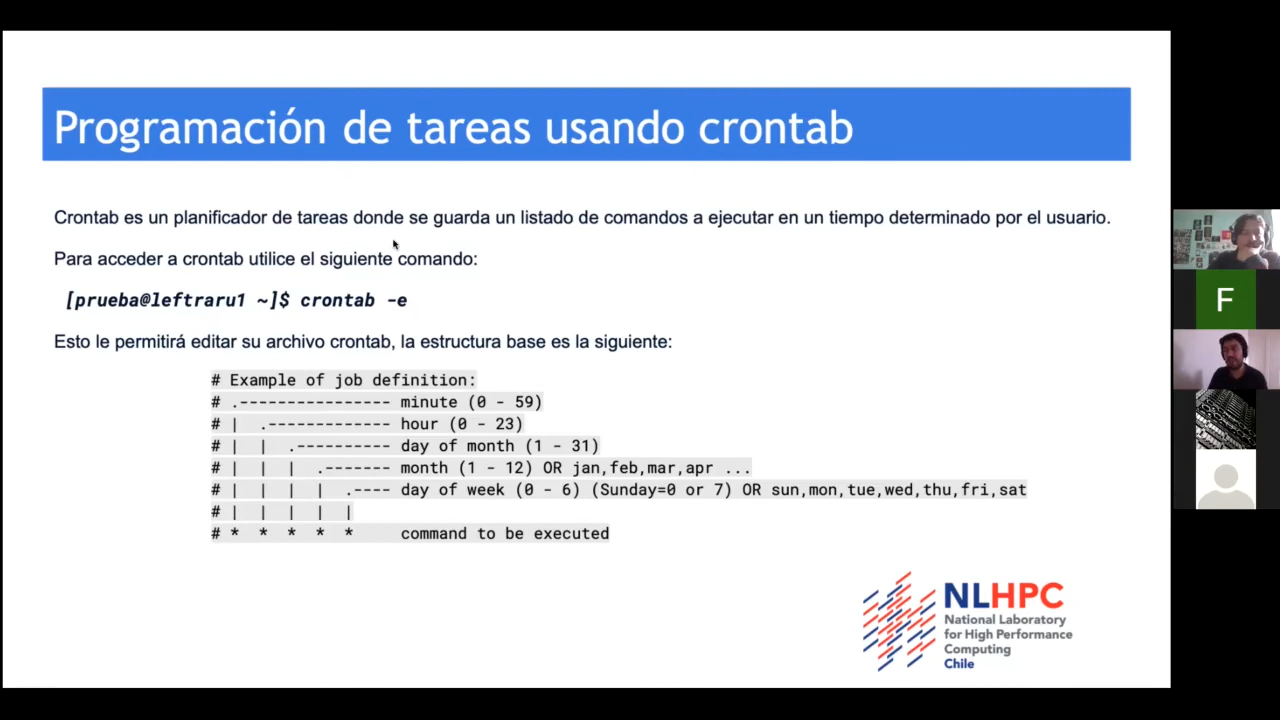 Programación de tareas usando crontab
Crontab es un planificador de tareas donde se guarda un listado de comandos a ejecutar en un tiempo determinado por el usuario.
Para acceder a crontab utilice el siguiente comando:
[prueba@leftraru1 ~]$ crontab -e
Esto le permitirá editar su archivo crontab, la estructura base es la siguiente:
# Example of job definition:
# .---------------- minute (0 - 59)
# |  .------------- hour (0 - 23)
# |  |  .---------- day of month (1 - 31)
# |  |  |  .------- month (1 - 12) OR jan,feb,mar,apr ...
# |  |  |  |  .---- day of week (0 - 6) (Sunday=0 or 7) OR sun,mon,tue,wed,thu,fri,sat
# |  |  |  |  |
# *  *  *  *  *     command to be executed
NLHPC
National Laboratory
for High Performance
Computing
Chile
F